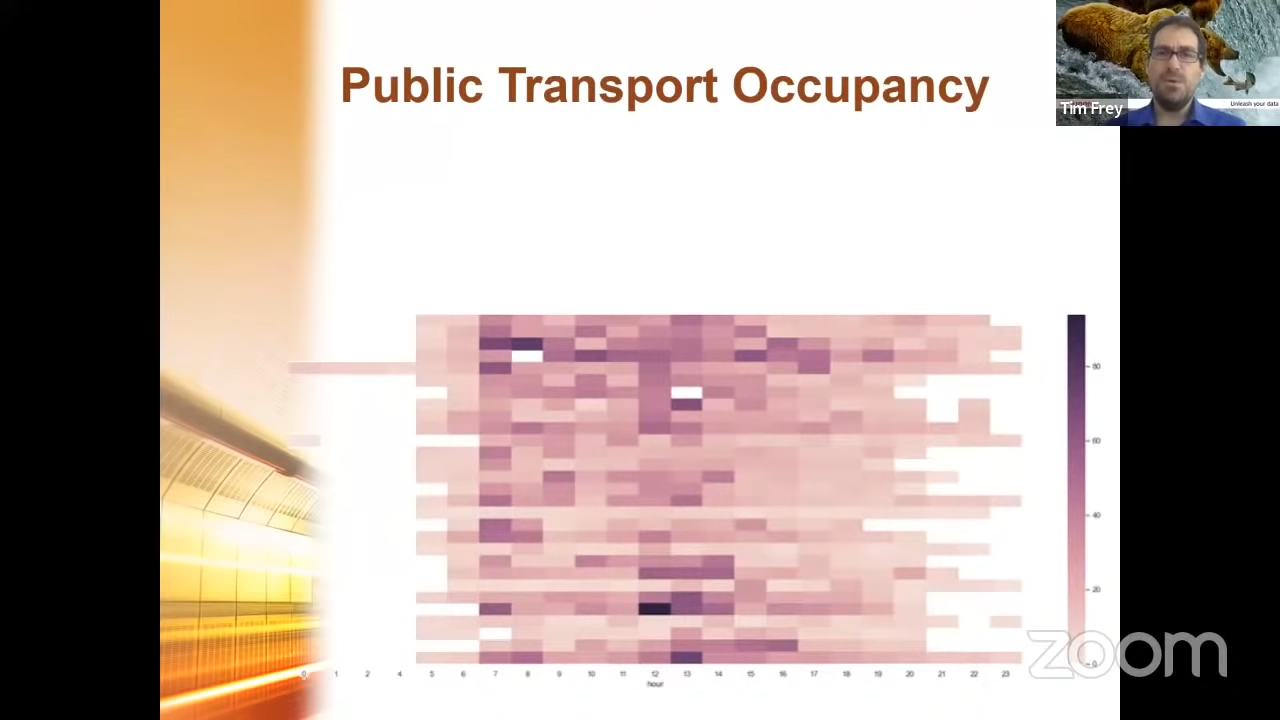 Public Transport Occupancy
Tim Frey
Unleash your data
80
60
40
20
0
0 1 2 3 4 5 6 7 8 9 10 11 12 13 14 15 16 17 18 19 20 21 22 23
hour
zoom